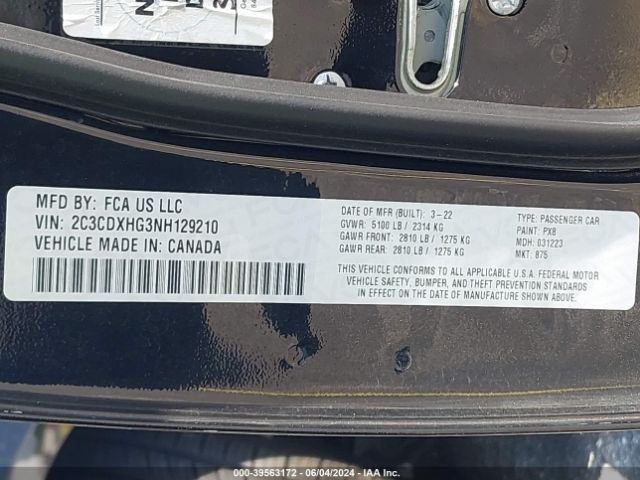 MFD BY: FCA US LLC
VIN: 2C3CDXHG3NH129210
VEHICLE MADE IN: CANADA
DATE OF MFR (BUILT): 3-22
GVWR: 5100 LB / 2314 KG
GAWR FRONT: 2810 LB / 1275 KG
GAWR REAR: 2810 LB / 1275 KG
TYPE: PASSENGER CAR
PAINT: PX8
MDH: 031223
MKT: 875
THIS VEHICLE CONFORMS TO ALL APPLICABLE U.S.A. FEDERAL MOTOR
VEHICLE SAFETY, BUMPER, AND THEFT PREVENTION STANDARDS
IN EFFECT ON THE DATE OF MANUFACTURE SHOWN ABOVE.
000-39563172 - 06/04/2024 - IAA Inc.